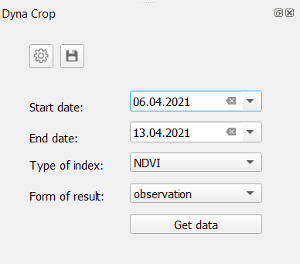 Dyna Crop
Start date: 06.04.2021
End date: 13.04.2021
Type of index: NDVI
Form of result: observation
Get data